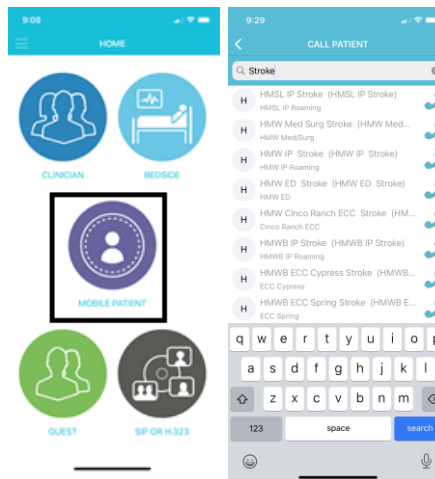 9:08
HOME
CLINICIAN
BEDSIDE
MOBILE PATIENT
GUEST
SIP OR H.323
9:29
CALL PATIENT
Stroke
H
HMSL IP Stroke (HMSL IP Stroke)
HMSL IP Roaming
H
HMW Med Surg Stroke (HMW Med...
HMW Med/Surg
H
HMW IP Stroke (HMW IP Stroke)
HMW IP Roaming
H
HMW ED Stroke (HMW ED Stroke)
HMW ED
H
HMW Cinco Ranch ECC Stroke (HM...
Cinco Ranch ECC
H
HMWB IP Stroke (HMWB IP Stroke)
HMWB IP Roaming
H
HMWB ECC Cypress Stroke (HMWB...
ECC Cypress
H
HMWB ECC Spring Stroke (HMWB E...
ECC Spring
q w e r t y u i o p
a s d f g h j k l
z x c v b n m
123 space search